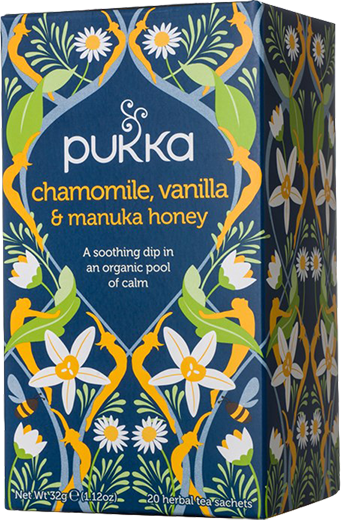 pukka
chamomile, vanilla
& manuka honey
A soothing dip in
an organic pool
of calm
Net Wt 32g ℮ (1.12oz)
20 herbal tea sachets